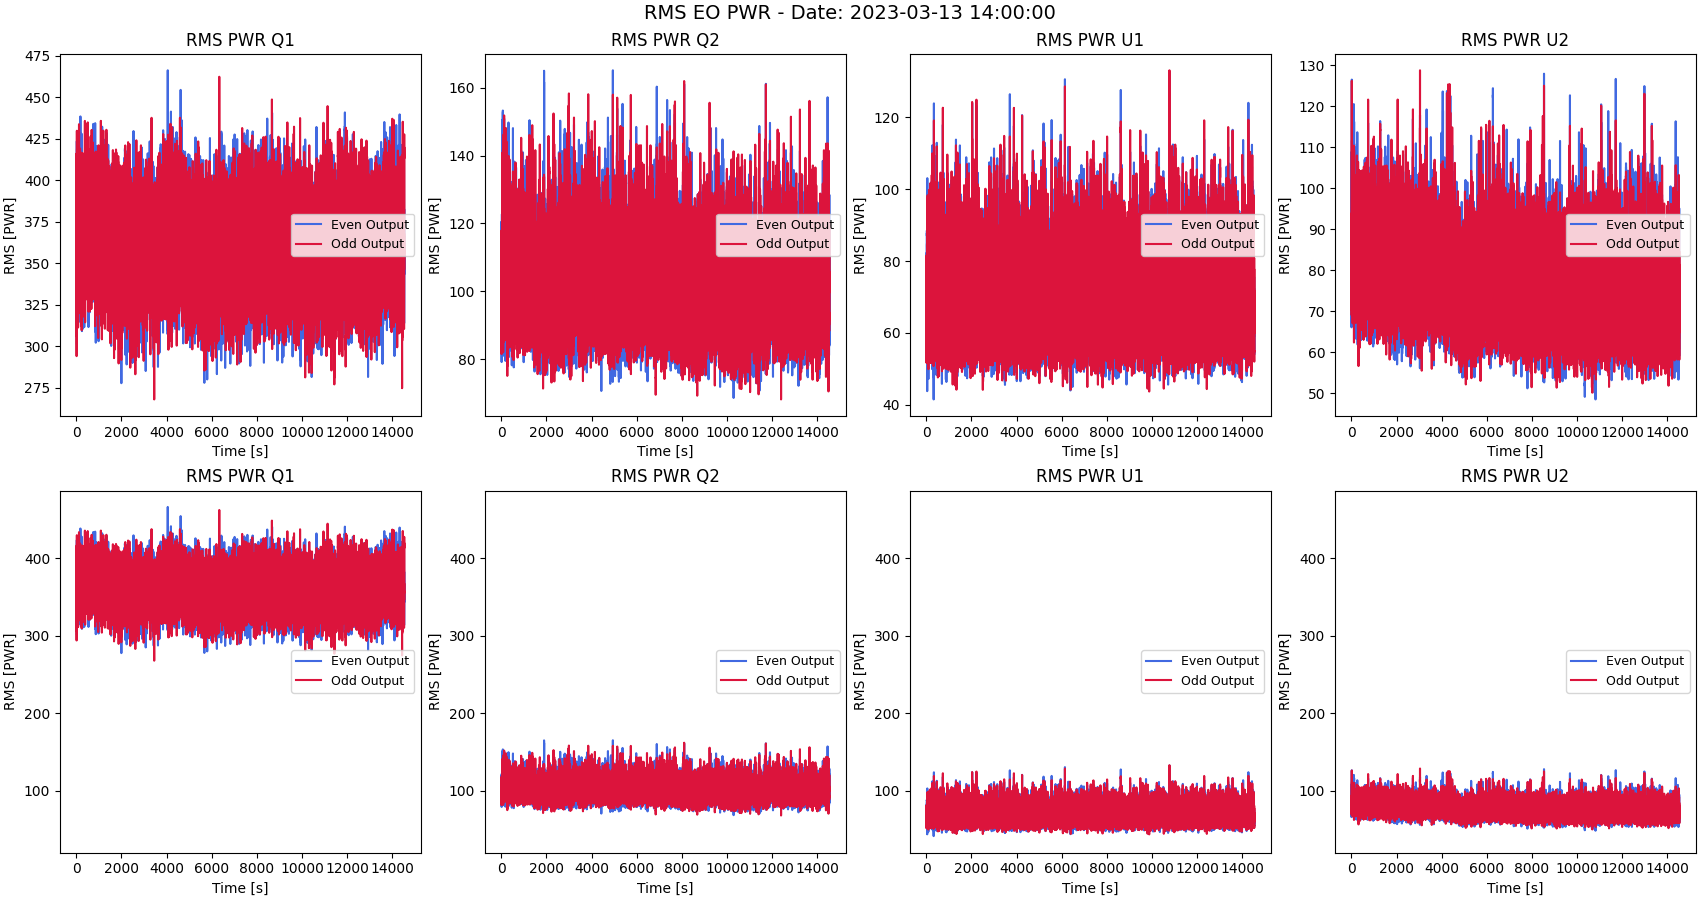 RMS EO PWR - Date: 2023-03-13 14:00:00
RMS PWR Q1
RMS [PWR]
475
450
425
400
375
350
325
300
275
Even Output
Odd Output
0 2000 4000 6000 8000 10000 12000 14000
Time [s]
RMS PWR Q2
RMS [PWR]
160
140
120
100
80
Even Output
Odd Output
0 2000 4000 6000 8000 10000 12000 14000
Time [s]
RMS PWR U1
RMS [PWR]
120
100
80
60
40
Even Output
Odd Output
0 2000 4000 6000 8000 10000 12000 14000
Time [s]
RMS PWR U2
RMS [PWR]
130
120
110
100
90
80
70
60
50
Even Output
Odd Output
0 2000 4000 6000 8000 10000 12000 14000
Time [s]
RMS PWR Q1
RMS [PWR]
400
300
200
100
Even Output
Odd Output
0 2000 4000 6000 8000 10000 12000 14000
Time [s]
RMS PWR Q2
RMS [PWR]
400
300
200
100
Even Output
Odd Output
0 2000 4000 6000 8000 10000 12000 14000
Time [s]
RMS PWR U1
RMS [PWR]
400
300
200
100
Even Output
Odd Output
0 2000 4000 6000 8000 10000 12000 14000
Time [s]
RMS PWR U2
RMS [PWR]
400
300
200
100
Even Output
Odd Output
0 2000 4000 6000 8000 10000 12000 14000
Time [s]